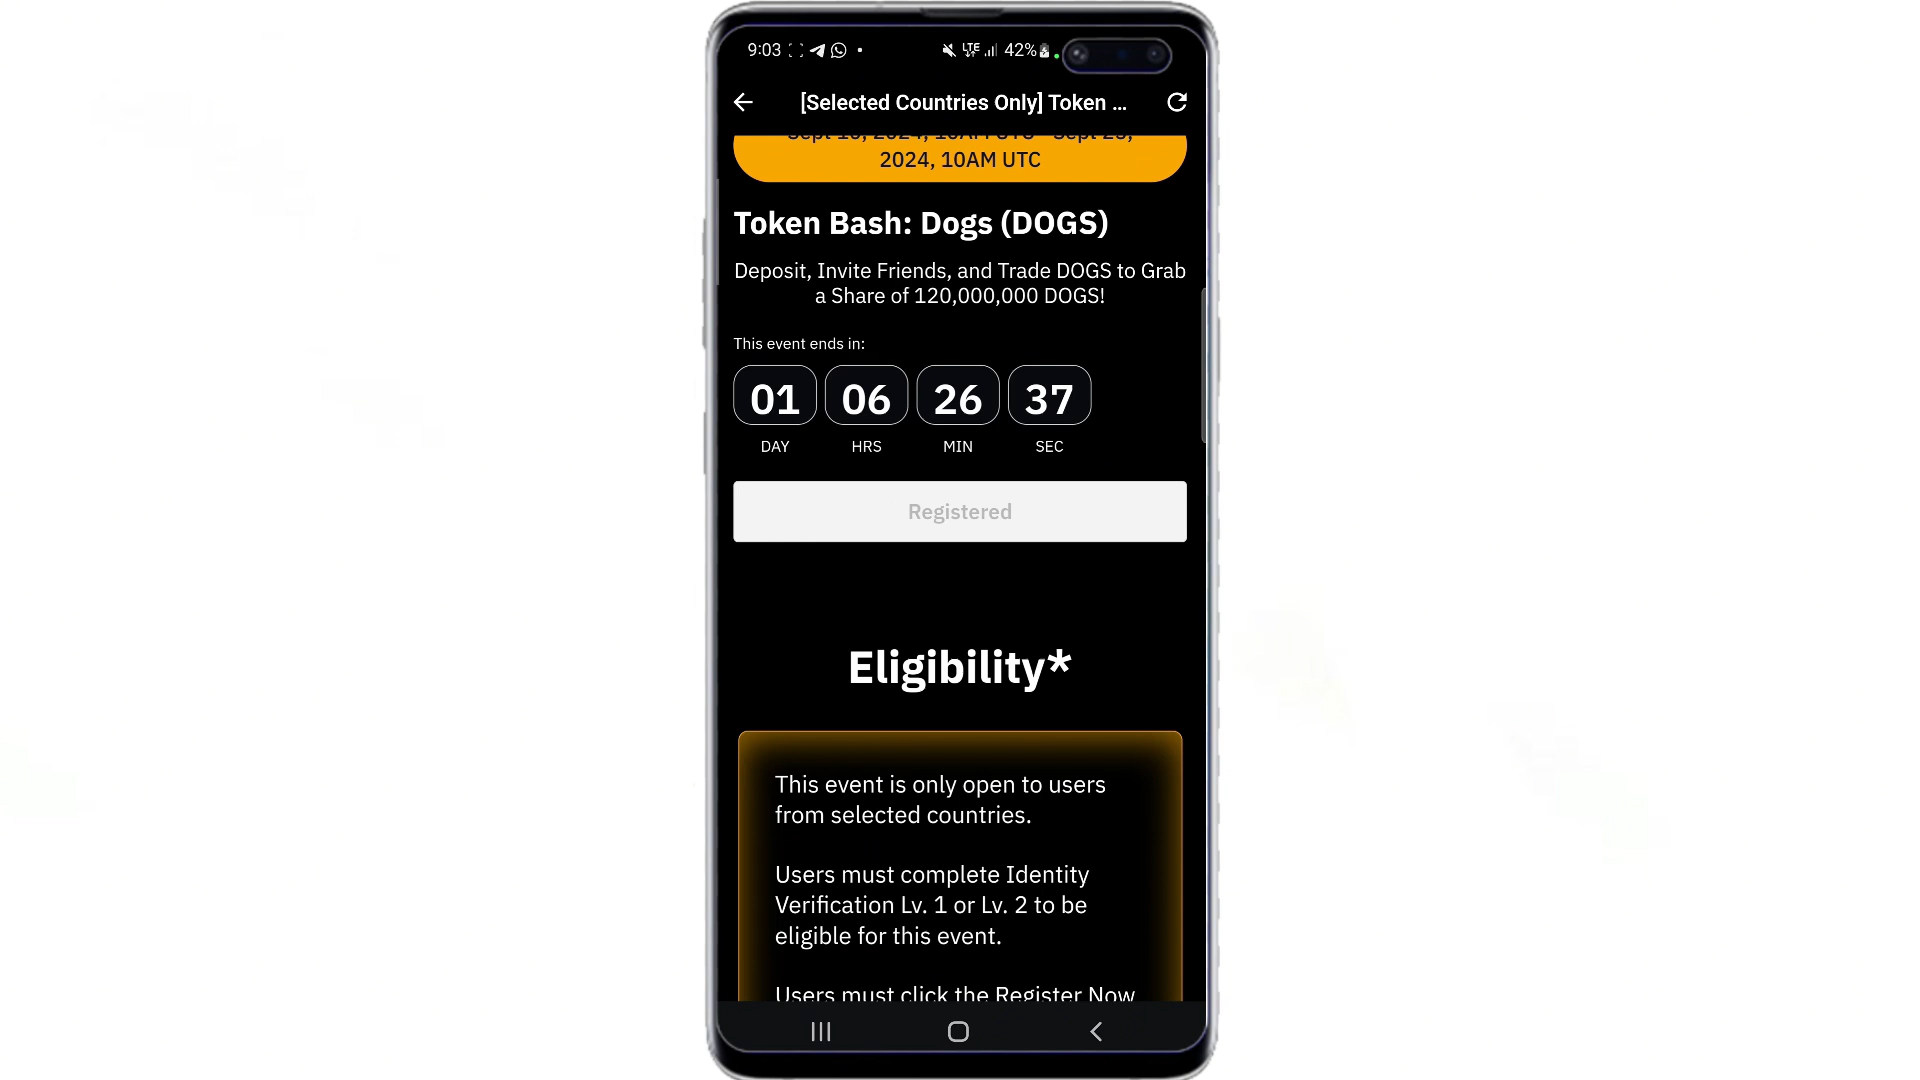 9:03
LTE
42%
[Selected Countries Only] Token ...
2024, 10AM UTC
Token Bash: Dogs (DOGS)
Deposit, Invite Friends, and Trade DOGS to Grab
a Share of 120,000,000 DOGS!
This event ends in:
01 06 26 37
DAY HRS MIN SEC
Registered
Eligibility*
This event is only open to users
from selected countries.
Users must complete Identity
Verification Lv. 1 or Lv. 2 to be
eligible for this event.
Users must click the Register Now